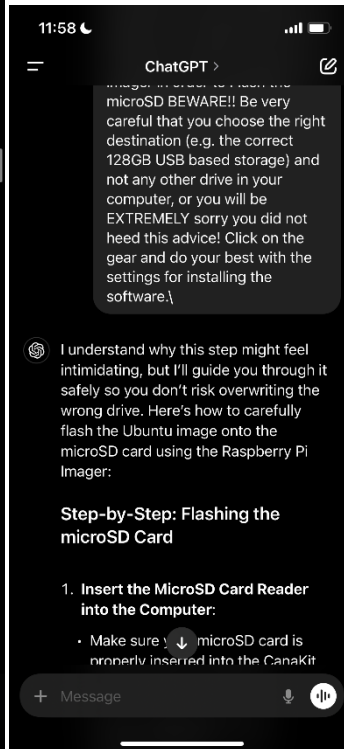 11:58
ChatGPT >
microSD BEWARE!! Be very
careful that you choose the right
destination (e.g. the correct
128GB USB based storage) and
not any other drive in your
computer, or you will be
EXTREMELY sorry you did not
heed this advice! Click on the
gear and do your best with the
settings for installing the
software.\
I understand why this step might feel
intimidating, but I'll guide you through it
safely so you don't risk overwriting the
wrong drive. Here's how to carefully
flash the Ubuntu image onto the
microSD card using the Raspberry Pi
Imager:
Step-by-Step: Flashing the
microSD Card
1. Insert the MicroSD Card Reader
into the Computer:
• Make sure microSD card is
properly inserted into the CanaKit
Message